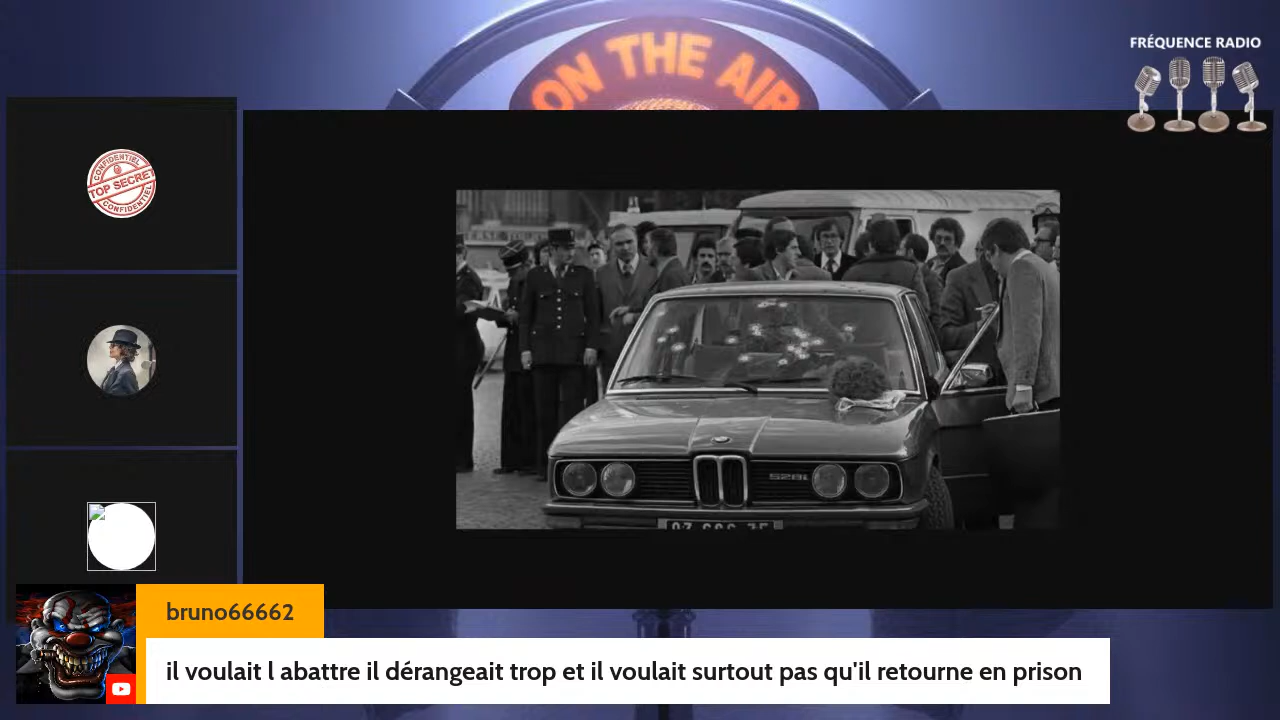 ON THE AIR
FRÉQUENCE RADIO
CONFIDENTIEL
TOP SECRET
CONFIDENTIEL
528i
bruno66662
il voulait l abattre il dérangeait trop et il voulait surtout pas qu'il retourne en prison